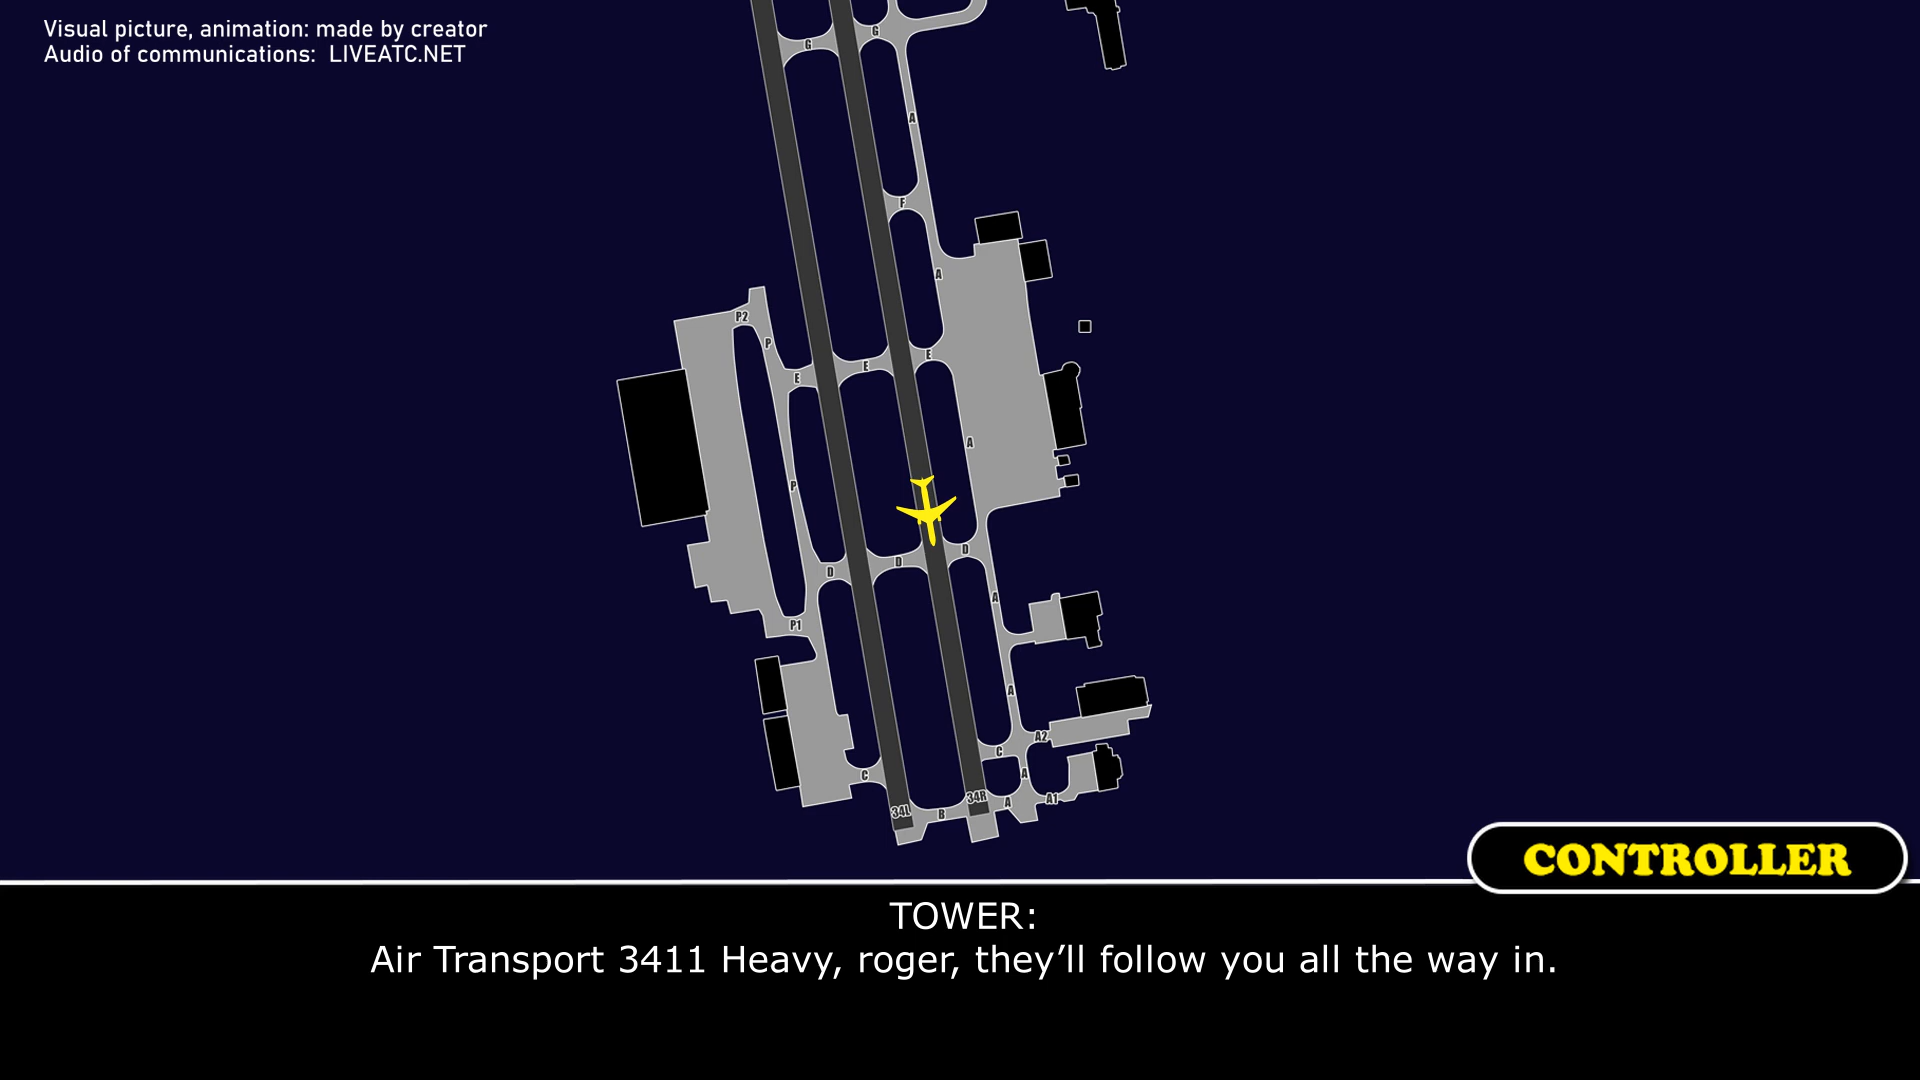 Visual picture, animation: made by creator
Audio of communications: LIVEATC.NET
G
G
A
F
A
P2
P
E
E
E
A
P
D
D
D
A
P1
A
A2
C
C
A
34R
A
A1
34L
B
CONTROLLER
TOWER:
Air Transport 3411 Heavy, roger, they’ll follow you all the way in.